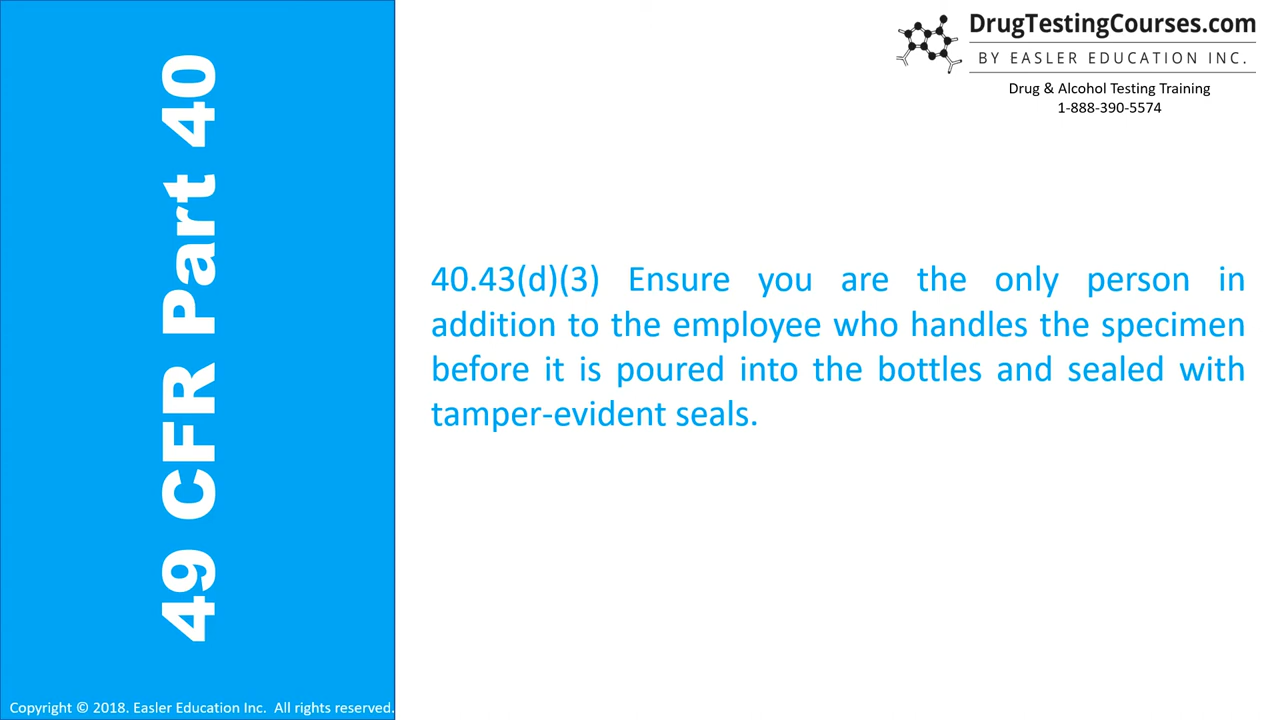 49 CFR Part 40
DrugTestingCourses.com
BY EASLER EDUCATION INC.
Drug & Alcohol Testing Training
1-888-390-5574
40.43(d)(3) Ensure you are the only person in
addition to the employee who handles the specimen
before it is poured into the bottles and sealed with
tamper-evident seals.
Copyright © 2018. Easler Education Inc. All rights reserved.